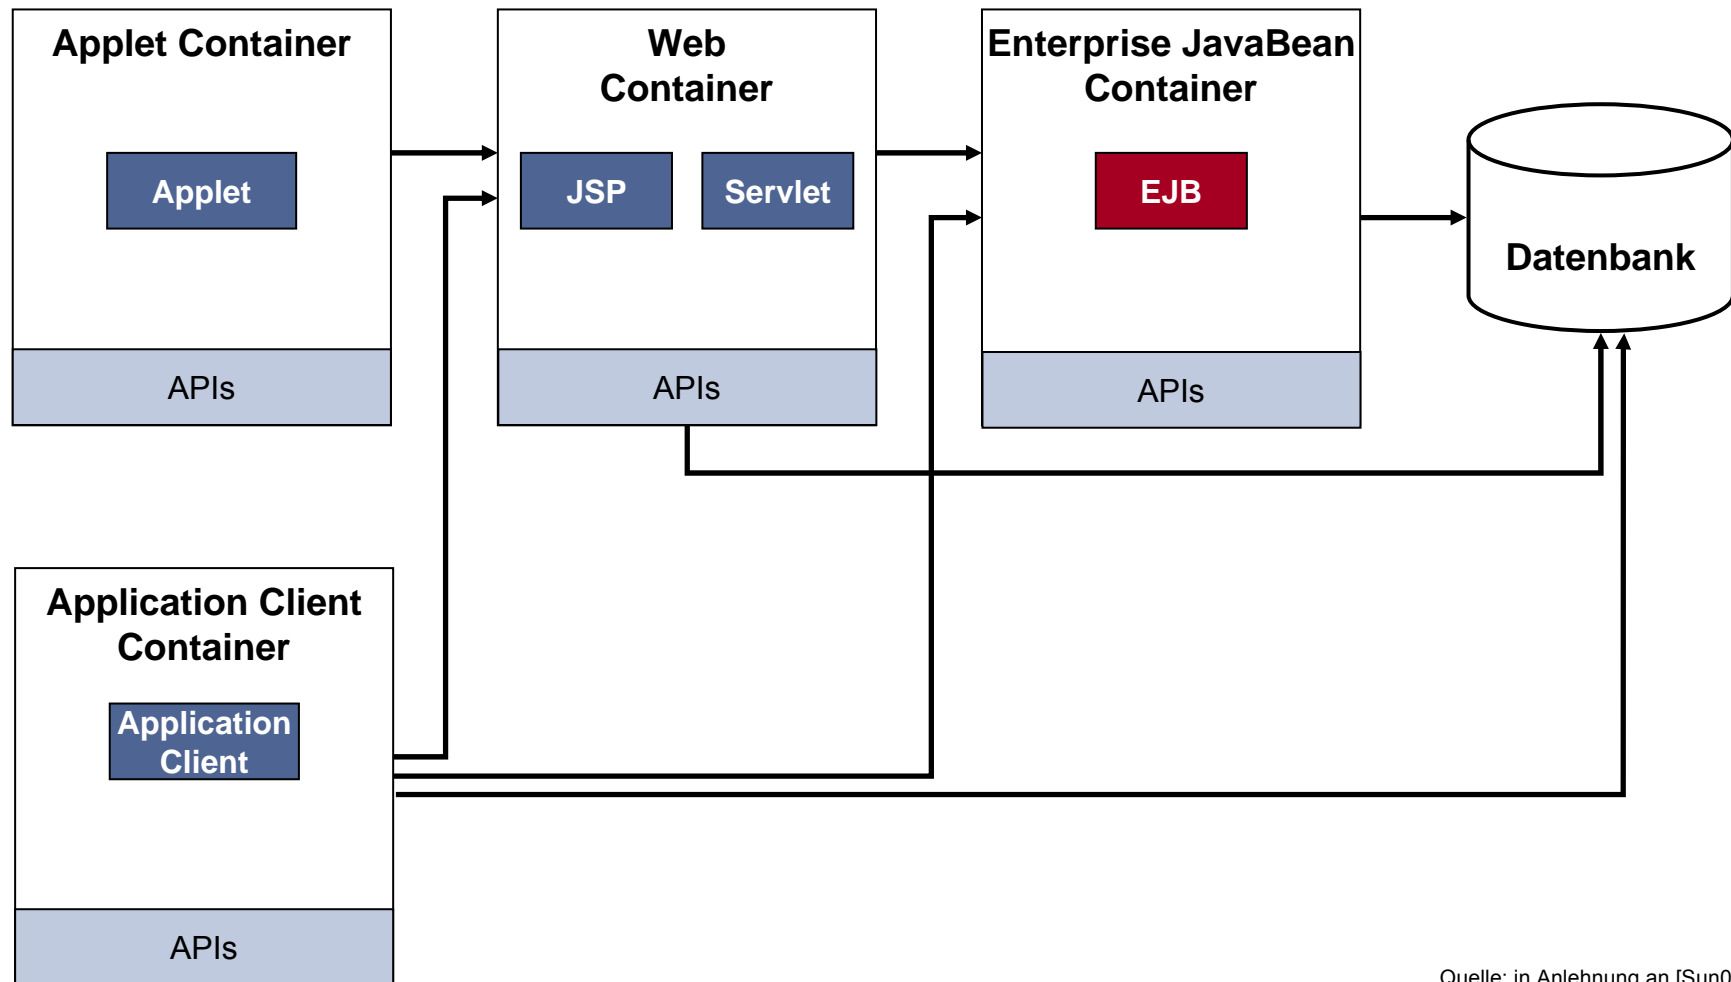 Applet Container
Applet
APIs
Web
Container
JSP
Servlet
APIs
Enterprise JavaBean
Container
EJB
APIs
Datenbank
Application Client
Container
Application
Client
APIs
Quelle: in Anlehnung an [Sun0